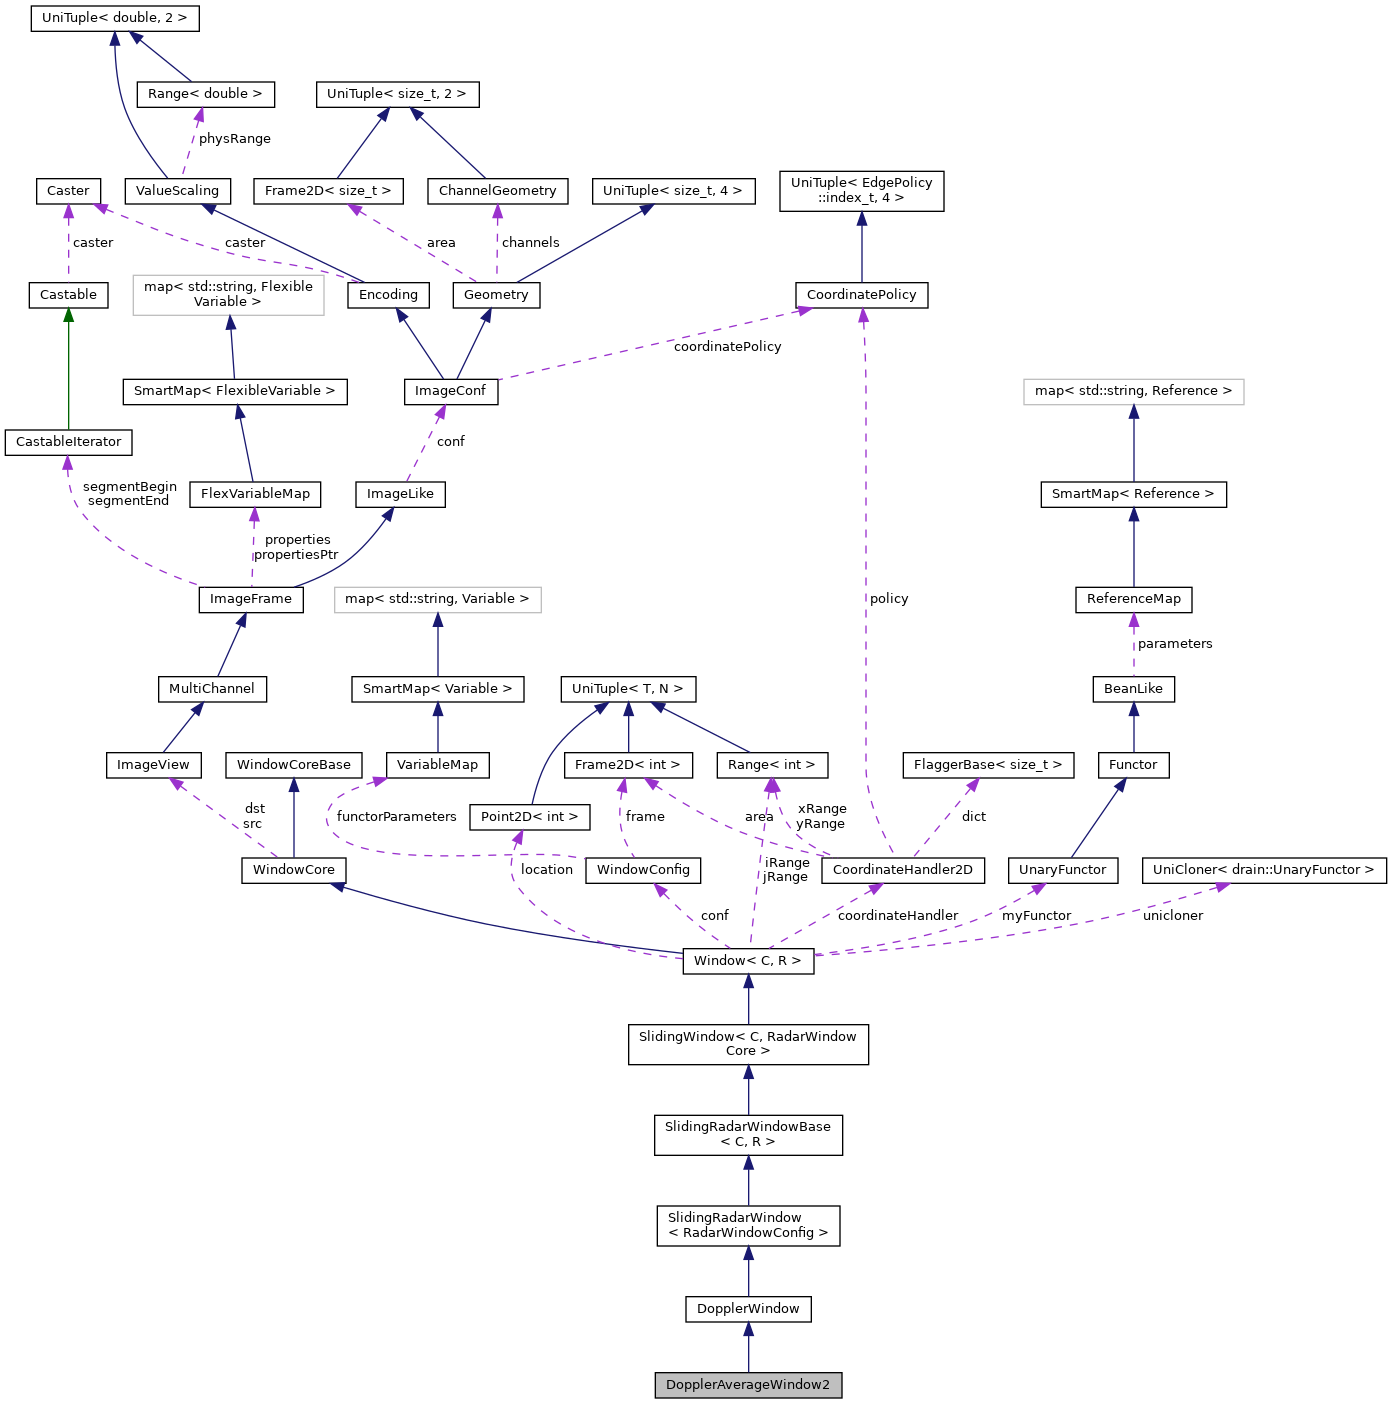 UniTuple< double, 2 >
Range< double >
UniTuple< size_t, 2 >
physRange
Caster
ValueScaling
Frame2D< size_t >
ChannelGeometry
UniTuple< size_t, 4 >
UniTuple< EdgePolicy
::index_t, 4 >
caster
caster
area
channels
Castable
map< std::string, Flexible
Variable >
Encoding
Geometry
CoordinatePolicy
coordinatePolicy
SmartMap< FlexibleVariable >
ImageConf
map< std::string, Reference >
CastableIterator
conf
segmentBegin
segmentEnd
FlexVariableMap
ImageLike
SmartMap< Reference >
properties
propertiesPtr
ImageFrame
map< std::string, Variable >
policy
ReferenceMap
parameters
MultiChannel
SmartMap< Variable >
UniTuple< T, N >
BeanLike
ImageView
WindowCoreBase
VariableMap
Frame2D< int >
Range< int >
FlaggerBase< size_t >
Functor
dst
src
functorParameters
Point2D< int >
frame
area
xRange
yRange
dict
WindowCore
location
WindowConfig
iRange
jRange
CoordinateHandler2D
UnaryFunctor
UniCloner< drain::UnaryFunctor >
conf
coordinateHandler
myFunctor
unicloner
Window< C, R >
SlidingWindow< C, RadarWindow
Core >
SlidingRadarWindowBase
< C, R >
SlidingRadarWindow
< RadarWindowConfig >
DopplerWindow
DopplerAverageWindow2